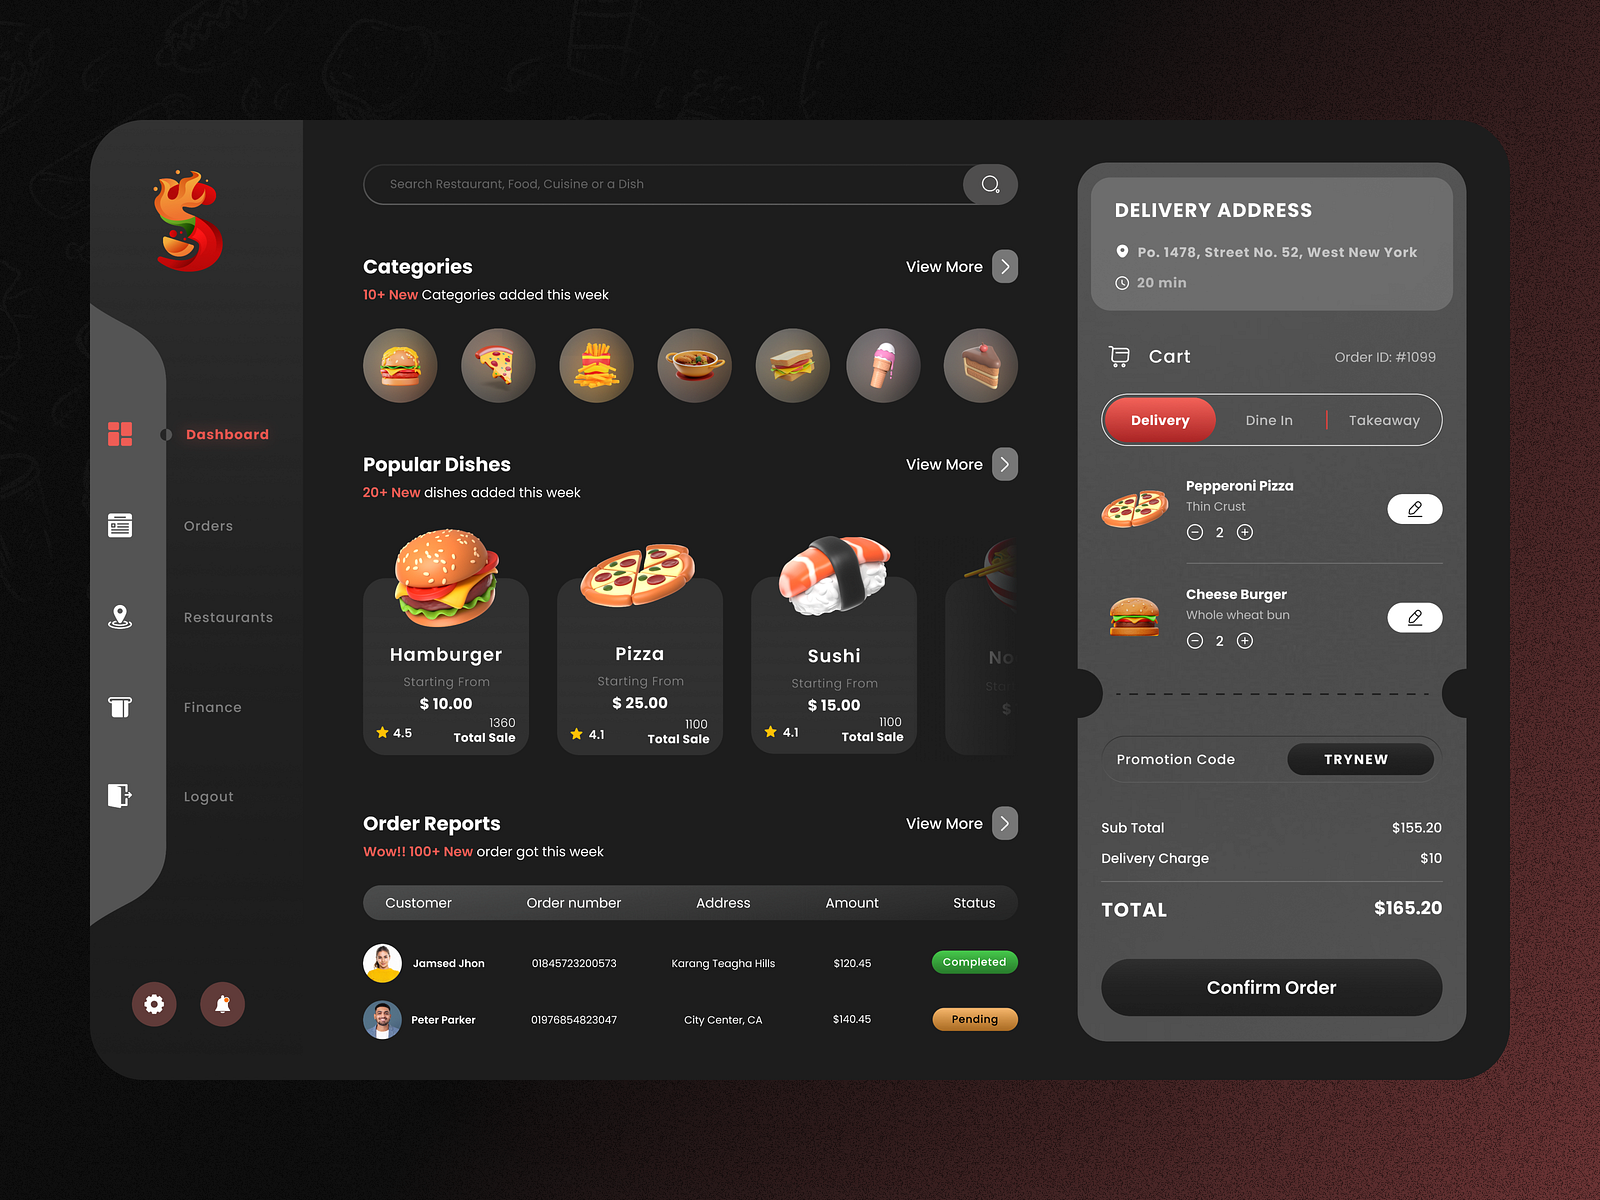 Search Restaurant, Food, Cuisine or a Dish
Dashboard
Orders
Restaurants
Finance
Logout
Categories
View More
10+ New Categories added this week
Popular Dishes
View More
20+ New dishes added this week
Hamburger
Starting From
$ 10.00
4.5
1360
Total Sale
Pizza
Starting From
$ 25.00
4.1
1100
Total Sale
Sushi
Starting From
$ 15.00
4.1
1100
Total Sale
No
Star
$
Order Reports
View More
Wow!! 100+ New order got this week
Customer Order number Address Amount Status
Jamsed Jhon 01845723200573 Karang Teagha Hills $120.45 Completed
Peter Parker 01976854823047 City Center, CA $140.45 Pending
DELIVERY ADDRESS
Po. 1478, Street No. 52, West New York
20 min
Cart
Order ID: #1099
Delivery Dine In Takeaway
Pepperoni Pizza
Thin Crust
2
Cheese Burger
Whole wheat bun
2
Promotion Code TRYNEW
Sub Total $155.20
Delivery Charge $10
TOTAL $165.20
Confirm Order